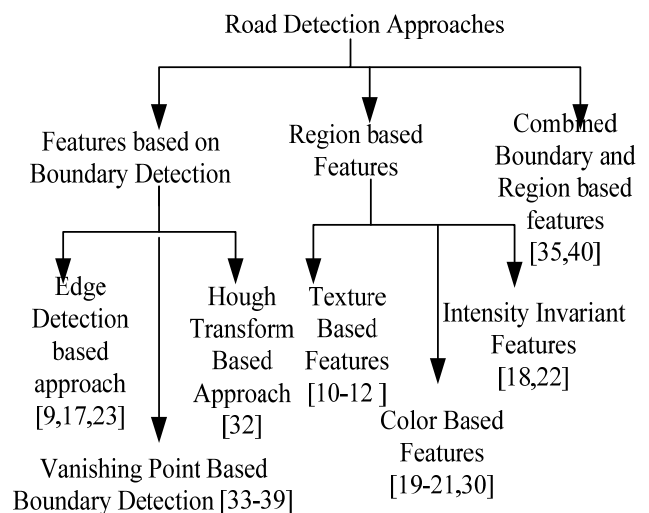 Road Detection Approaches
Features based on
Boundary Detection
Region based
Features
Combined
Boundary and
Region based
features
[35,40]
Edge
Detection
based
approach
[9,17,23]
Hough
Transform
Based
Approach
[32]
Texture
Based
Features
[10-12 ]
Intensity Invariant
Features
[18,22]
Color Based
Features
[19-21,30]
Vanishing Point Based
Boundary Detection [33-39]